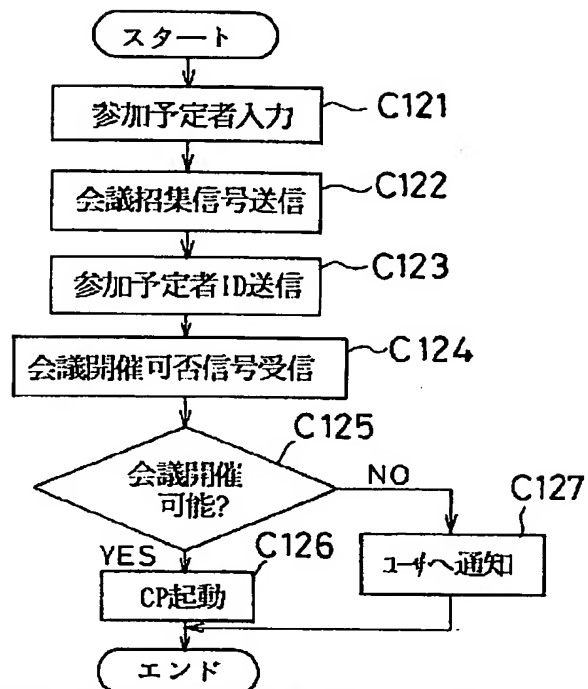 スタート
参加予定者入力
C121
会議招集信号送信
C122
参加予定者ID送信
C123
会議開催可否信号受信
C124
会議開催
可能?
C125
NO
YES
CP起動
C126
ユーザへ通知
C127
エンド